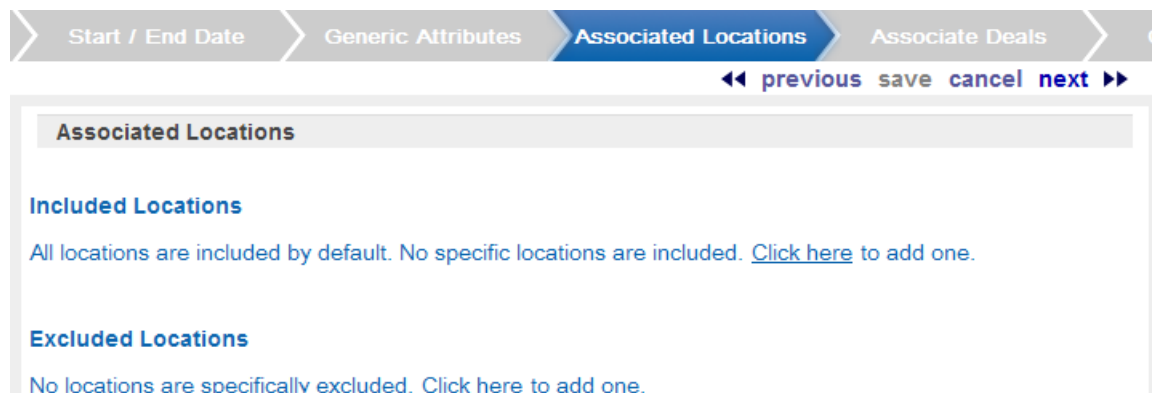 Start / End Date Generic Attributes Associated Locations Associate Deals
previous save cancel next
Associated Locations
Included Locations
All locations are included by default. No specific locations are included. Click here to add one.
Excluded Locations
No locations are specifically excluded. Click here to add one.